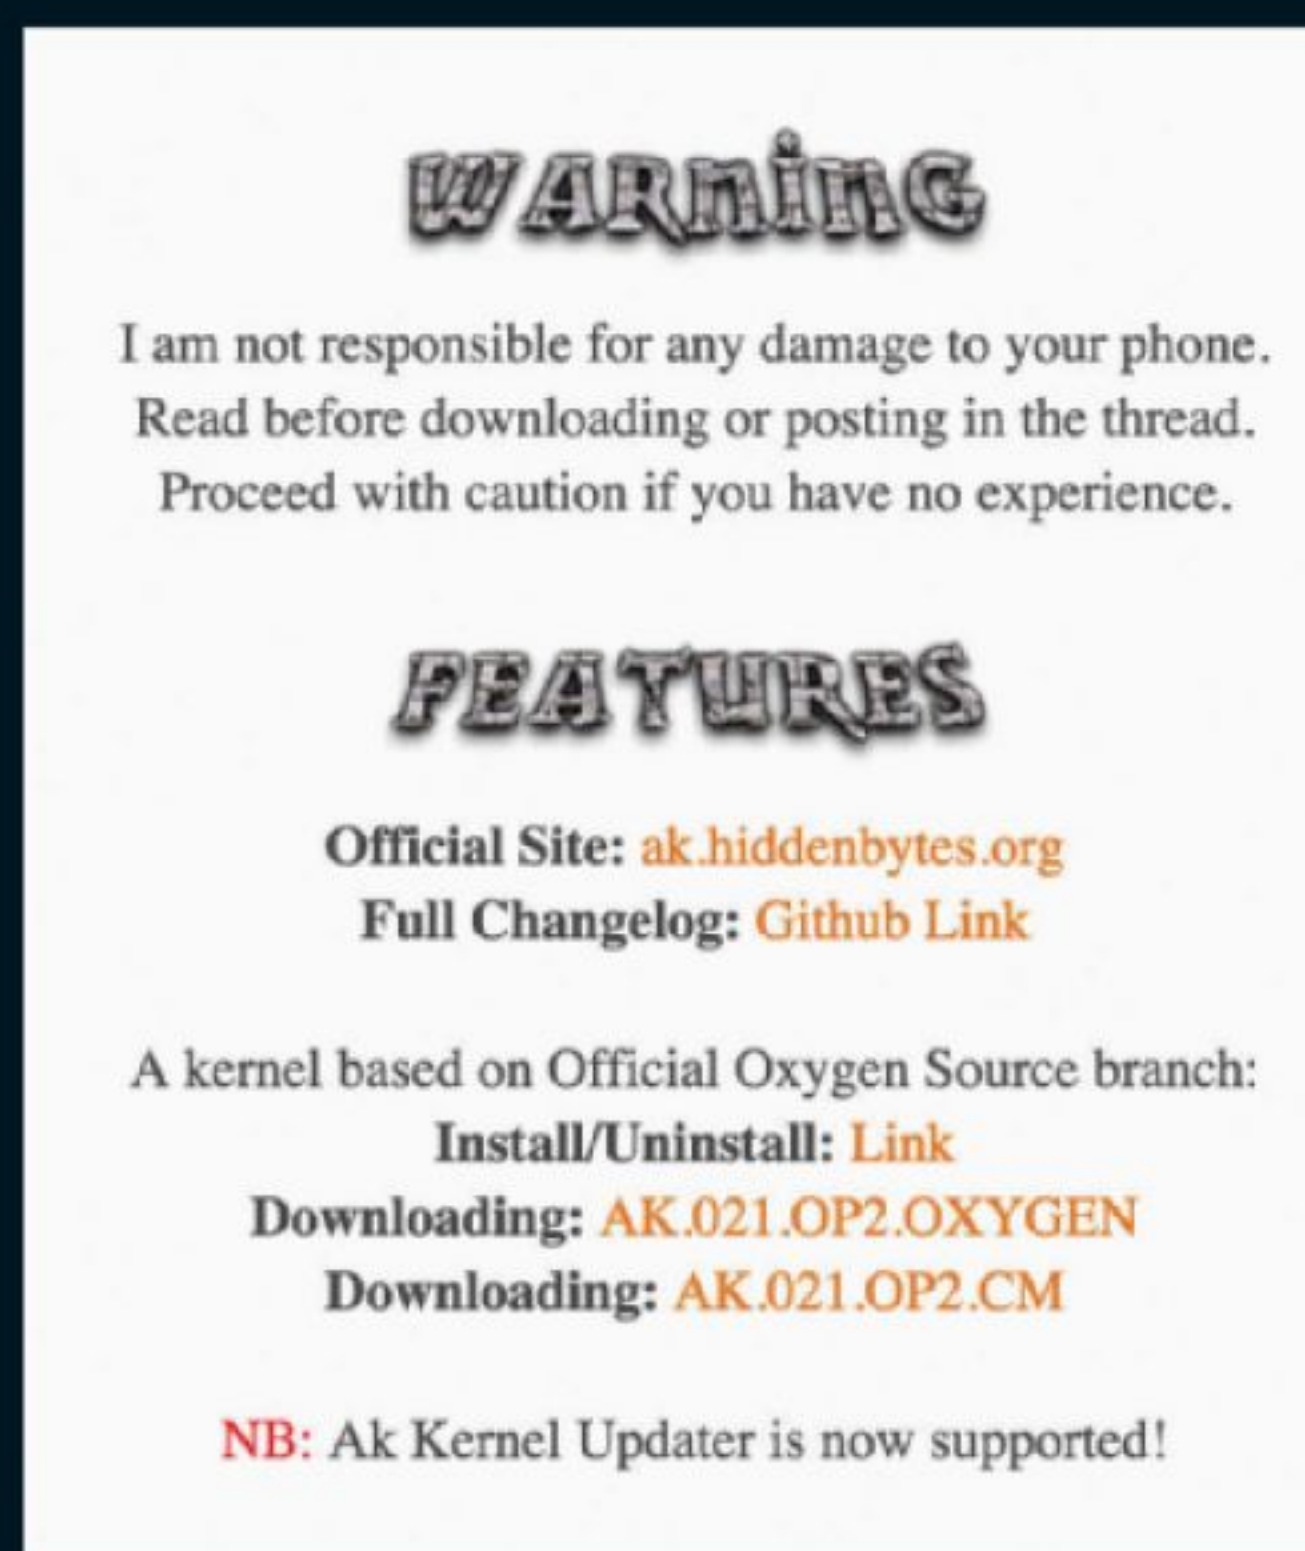 WARninG
I am not responsible for any damage to your phone.
Read before downloading or posting in the thread.
Proceed with caution if you have no experience.
FEATURES
Official Site: ak.hiddenbytes.org
Full Changelog: Github Link
A kernel based on Official Oxygen Source branch:
Install/Uninstall: Link
Downloading: AK.021.OP2.OXYGEN
Downloading: AK.021.OP2.CM
NB: Ak Kernel Updater is now supported!